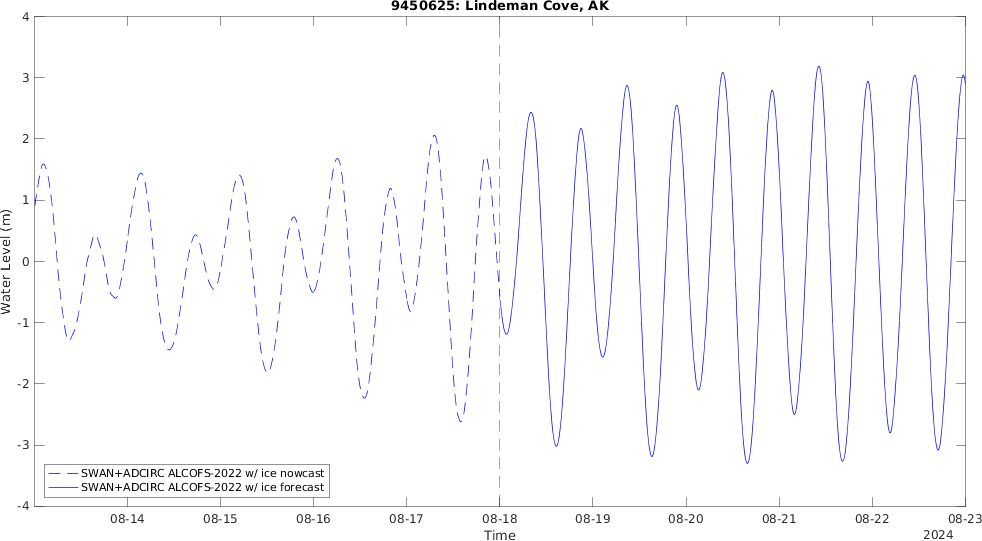 9450625: Lindeman Cove, AK
4
3
2
1
0
-1
-2
-3
-4
Water Level (m)
SWAN+ADCIRC ALCOFS-2022 w/ ice nowcast
SWAN+ADCIRC ALCOFS-2022 w/ ice forecast
08-14 08-15 08-16 08-17 08-18 08-19 08-20 08-21 08-22 08-23
Time
2024